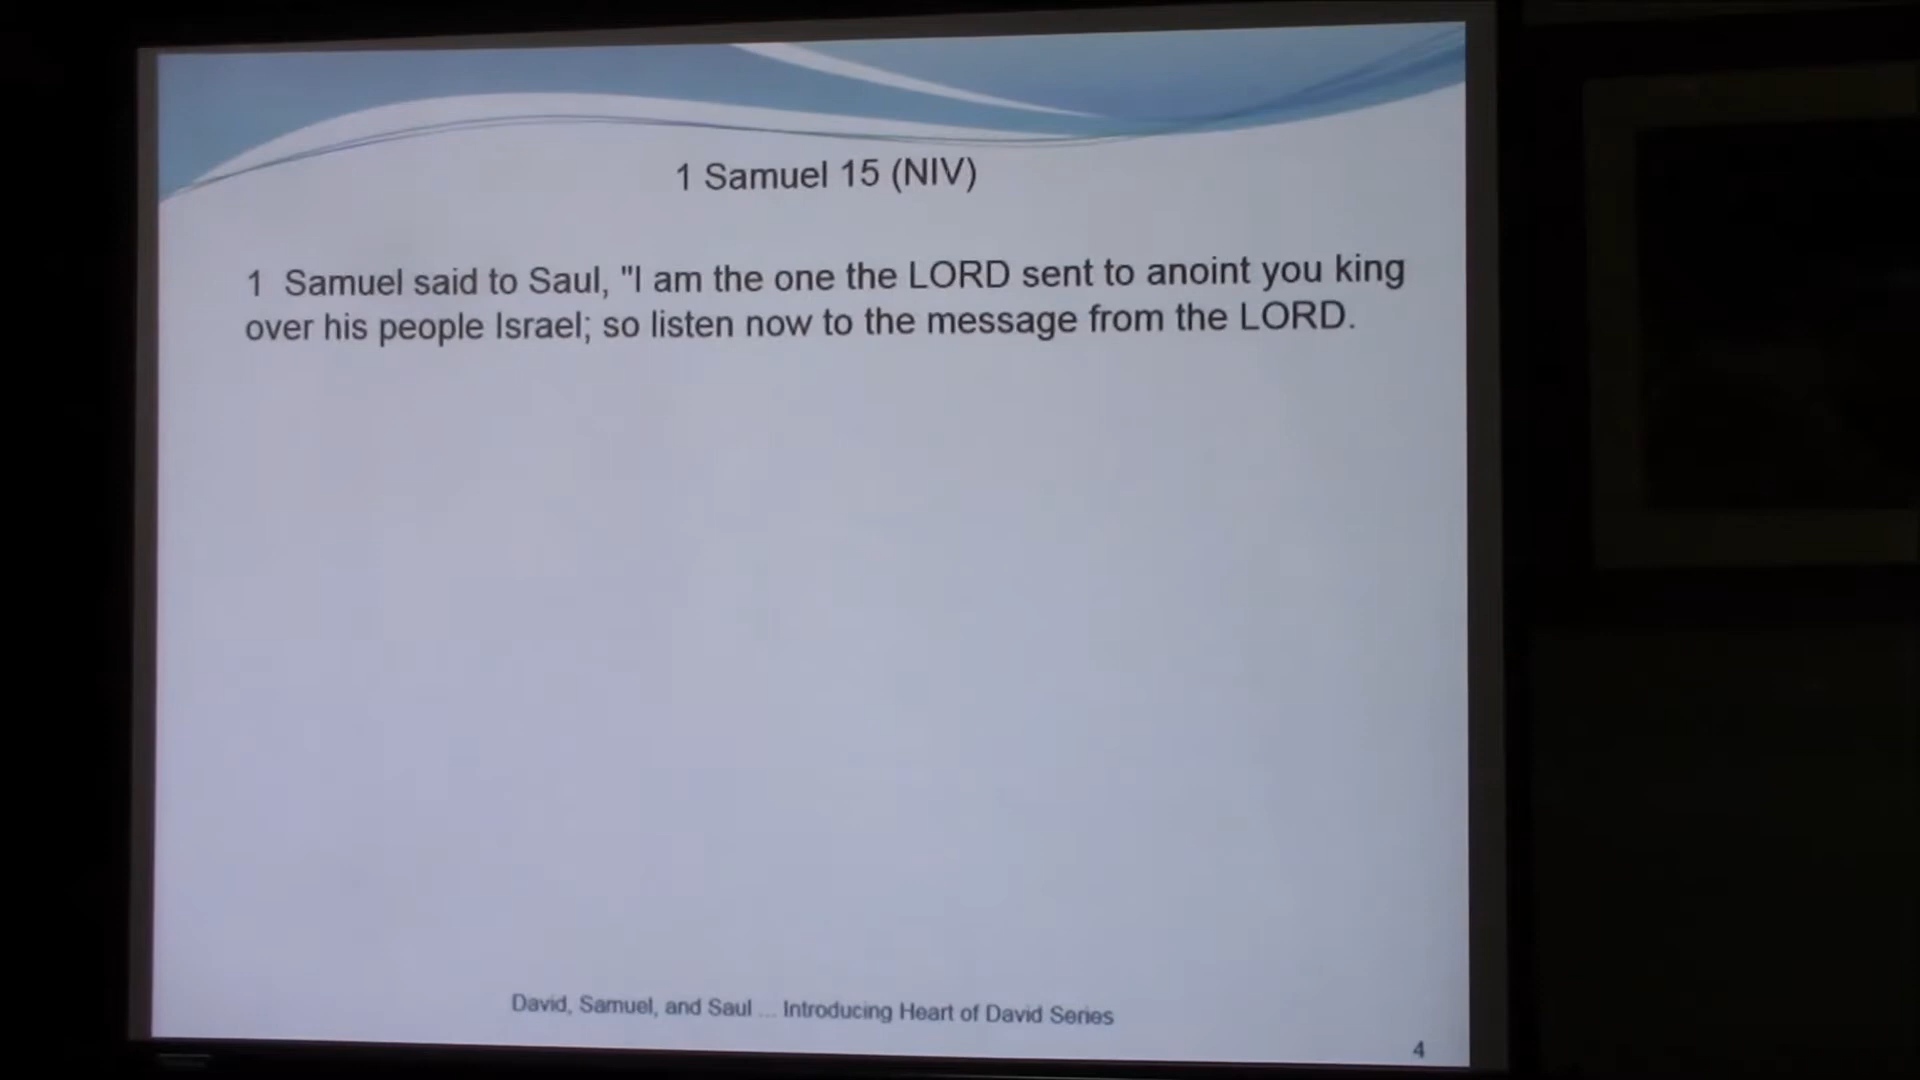 1 Samuel 15 (NIV)
1 Samuel said to Saul, "I am the one the LORD sent to anoint you king
over his people Israel; so listen now to the message from the LORD.
David, Samuel, and Saul ... Introducing Heart of David Series
4